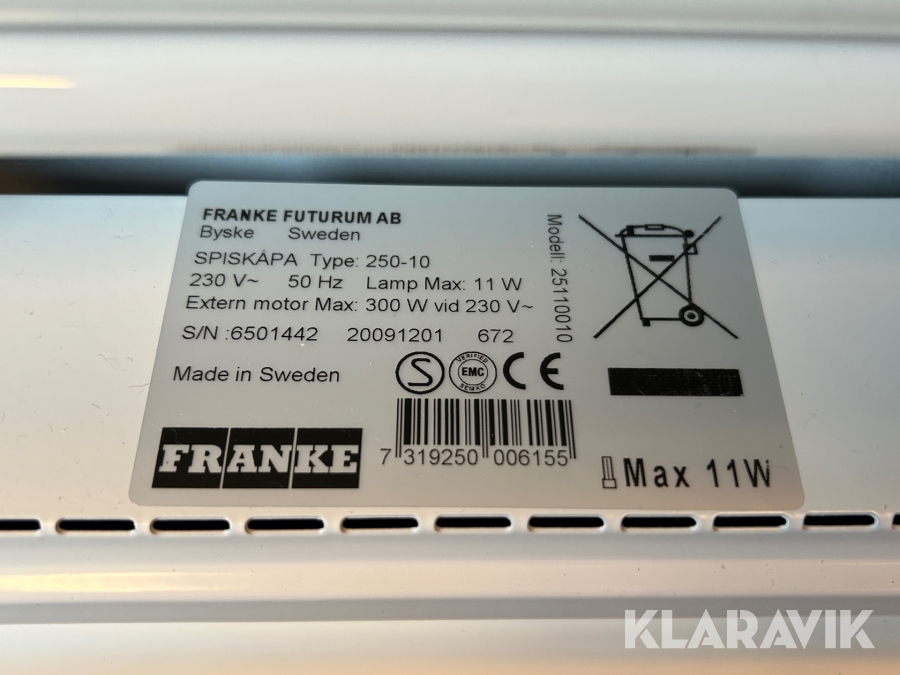 FRANKE FUTURUM AB
Byske Sweden
SPISKÅPA Type: 250-10
230 V~ 50 Hz Lamp Max: 11 W
Extern motor Max: 300 W vid 230 V~
S/N :6501442 20091201 672
Modell: 25110010
Made in Sweden
S
VERIFIED
EMC
SEMKO
CE
FRANKE
7 319250 006155
Max 11W
KLARAVIK